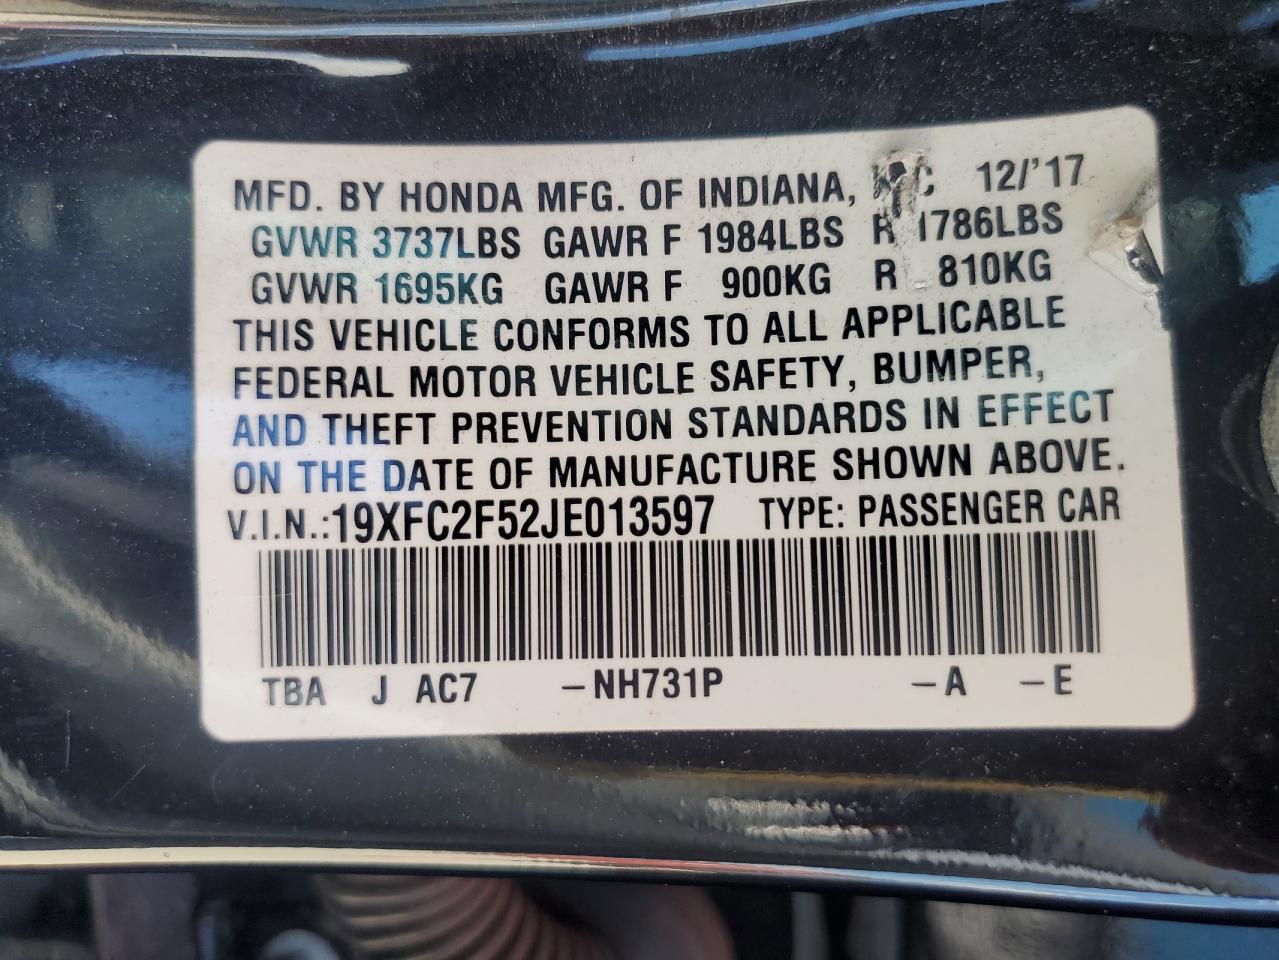 MFD. BY HONDA MFG. OF INDIANA, 12/'17
GVWR 3737LBS GAWR F 1984LBS R 1786LBS
GVWR 1695KG GAWR F 900KG R 810KG
THIS VEHICLE CONFORMS TO ALL APPLICABLE
FEDERAL MOTOR VEHICLE SAFETY, BUMPER,
AND THEFT PREVENTION STANDARDS IN EFFECT
ON THE DATE OF MANUFACTURE SHOWN ABOVE.
V.I.N.:19XFC2F52JE013597 TYPE: PASSENGER CAR
TBA J AC7 -NH731P -A -E